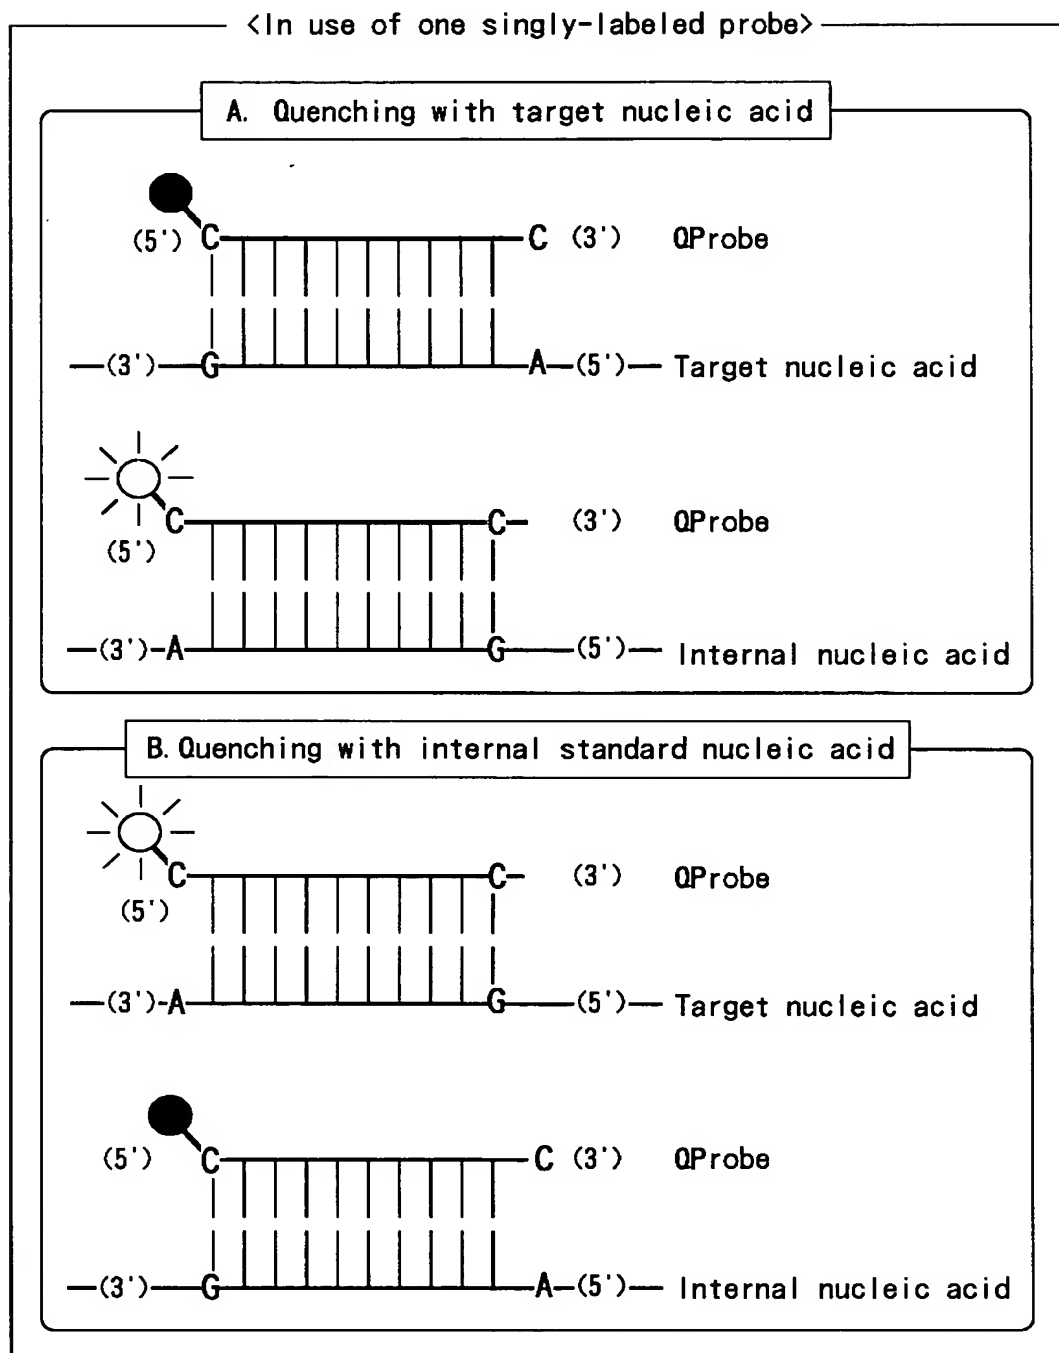 <In use of one singly-labeled probe>
A. Quenching with target nucleic acid
(5') C C (3') QProbe
(3') G A (5') Target nucleic acid
C C (3') QProbe
(5')
(3') A G (5') Internal nucleic acid
B. Quenching with internal standard nucleic acid
C C (3') QProbe
(5')
(3') A G (5') Target nucleic acid
(5') C C (3') QProbe
(3') G A (5') Internal nucleic acid